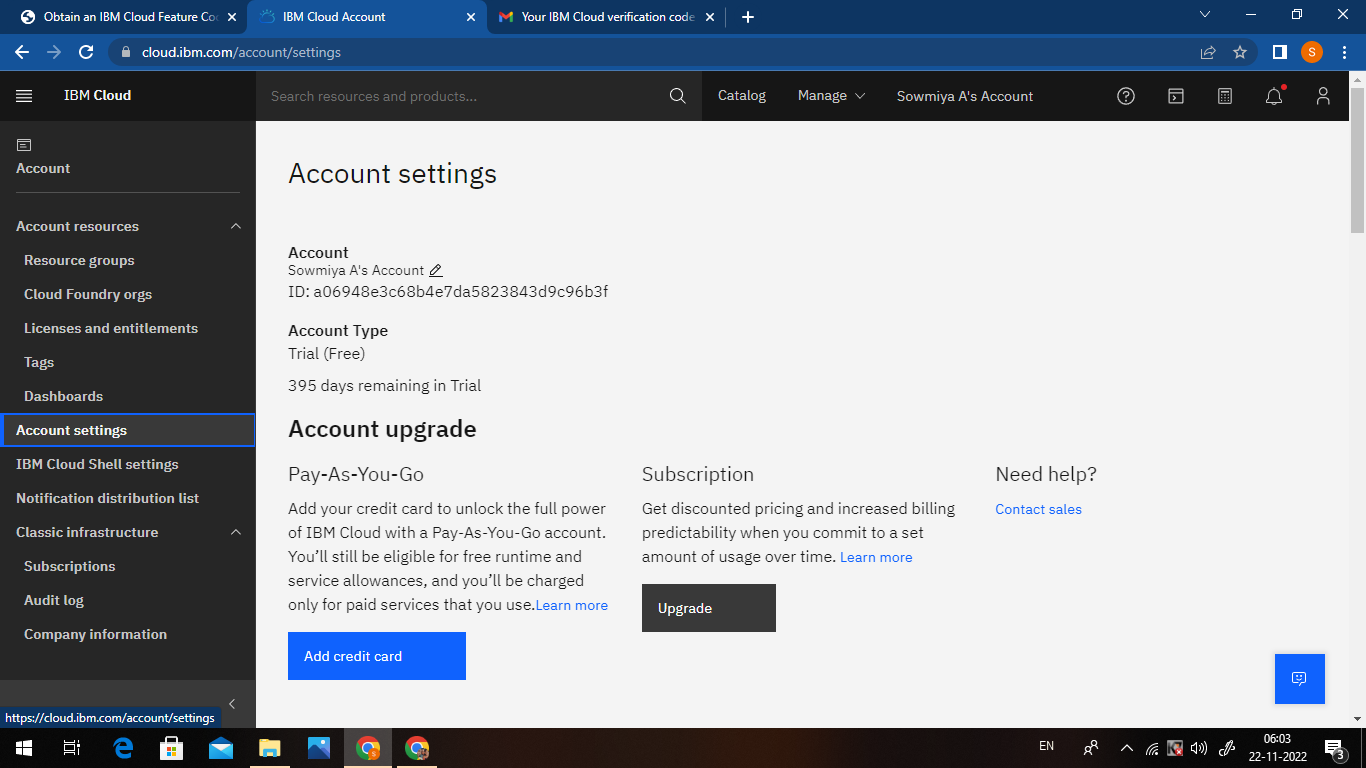 Obtain an IBM Cloud Feature Co
IBM Cloud Account
Your IBM Cloud verification code
cloud.ibm.com/account/settings
S
IBM Cloud
Search resources and products...
Catalog
Manage
Sowmiya A's Account
Account
Account resources
Resource groups
Cloud Foundry orgs
Licenses and entitlements
Tags
Dashboards
Account settings
IBM Cloud Shell settings
Notification distribution list
Classic infrastructure
Subscriptions
Audit log
Company information
https://cloud.ibm.com/account/settings
Account settings
Account
Sowmiya A's Account
ID: a06948e3c68b4e7da5823843d9c96b3f
Account Type
Trial (Free)
395 days remaining in Trial
Account upgrade
Pay-As-You-Go
Add your credit card to unlock the full power
of IBM Cloud with a Pay-As-You-Go account.
You’ll still be eligible for free runtime and
service allowances, and you’ll be charged
only for paid services that you use.Learn more
Add credit card
Subscription
Get discounted pricing and increased billing
predictability when you commit to a set
amount of usage over time. Learn more
Upgrade
Need help?
Contact sales
EN
06:03
22-11-2022
3